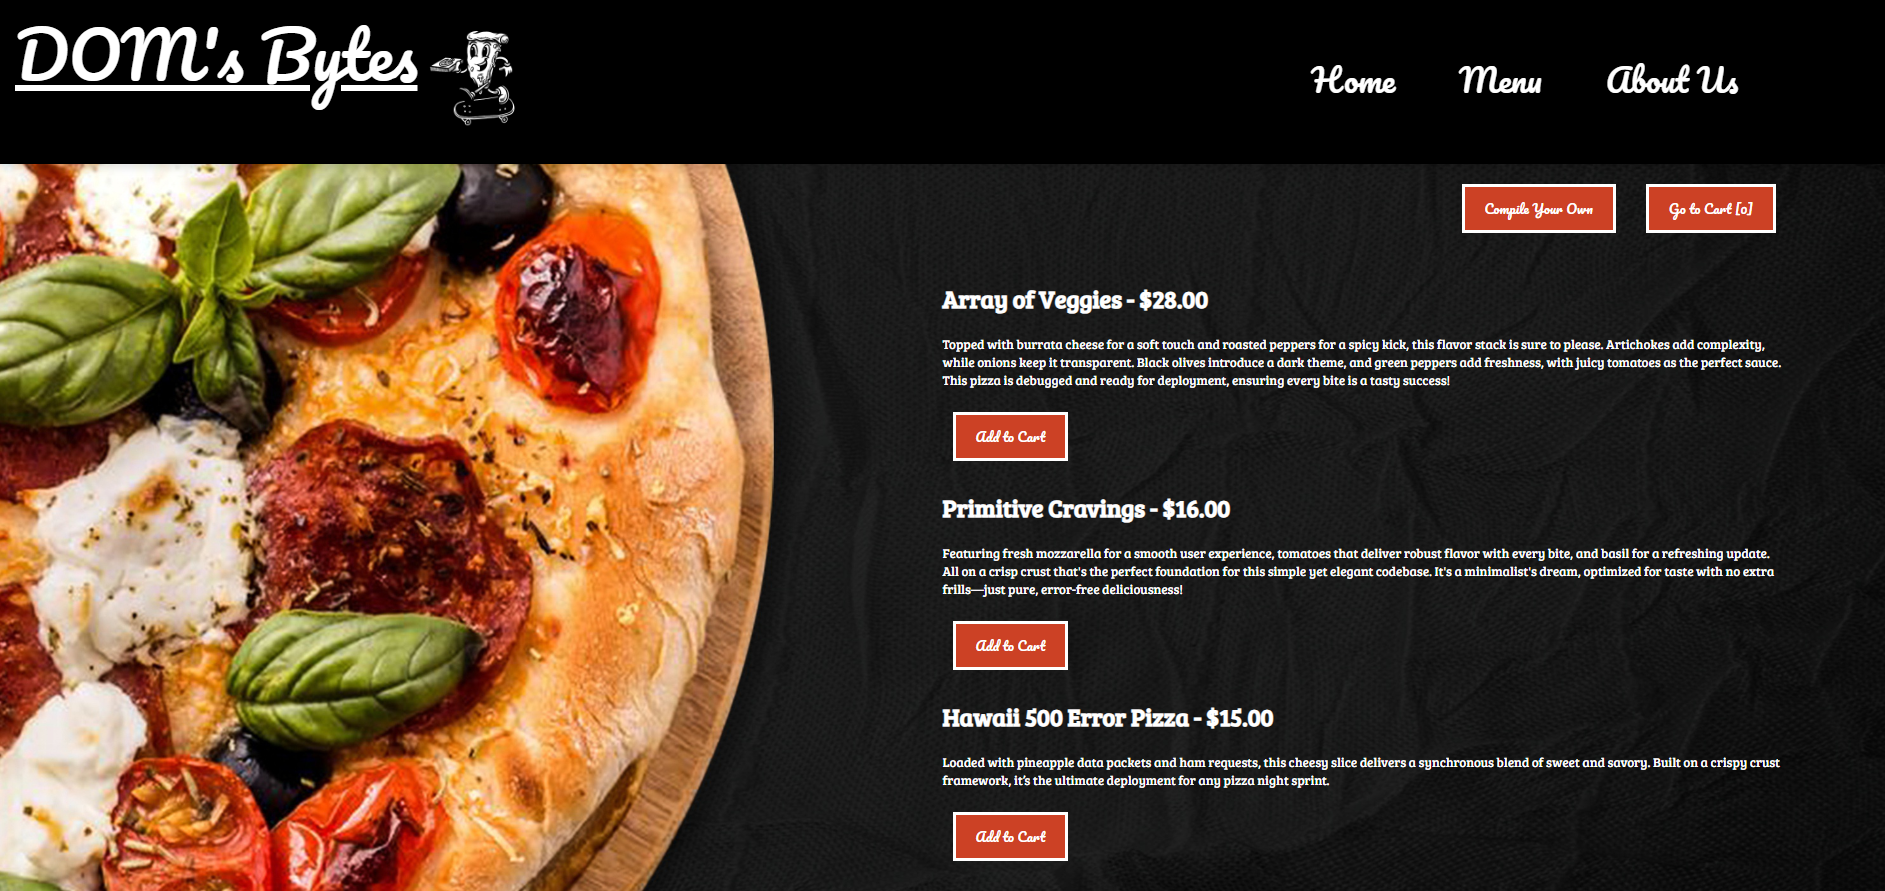 DOM's Bytes
Home Menu About Us
Compile Your Own Go to Cart [0]
Array of Veggies - $28.00
Topped with burrata cheese for a soft touch and roasted peppers for a spicy kick, this flavor stack is sure to please. Artichokes add complexity,
while onions keep it transparent. Black olives introduce a dark theme, and green peppers add freshness, with juicy tomatoes as the perfect sauce.
This pizza is debugged and ready for deployment, ensuring every bite is a tasty success!
Add to Cart
Primitive Cravings - $16.00
Featuring fresh mozzarella for a smooth user experience, tomatoes that deliver robust flavor with every bite, and basil for a refreshing update.
All on a crisp crust that's the perfect foundation for this simple yet elegant codebase. It's a minimalist's dream, optimized for taste with no extra
frills—just pure, error-free deliciousness!
Add to Cart
Hawaii 500 Error Pizza - $15.00
Loaded with pineapple data packets and ham requests, this cheesy slice delivers a synchronous blend of sweet and savory. Built on a crispy crust
framework, it’s the ultimate deployment for any pizza night sprint.
Add to Cart